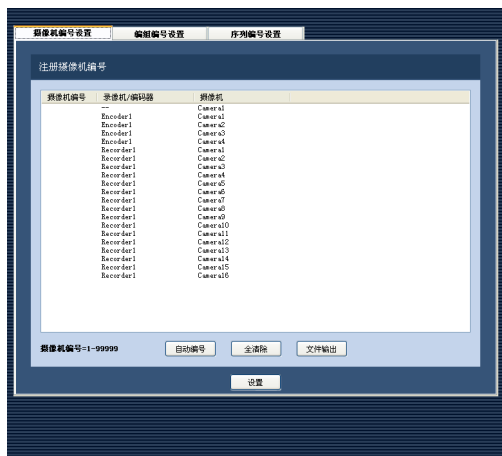 摄像机编号设置 编组编号设置 序列编号设置
注册摄像机编号
摄像机编号 录像机/编码器 摄像机
-- Camera1
Encoder1 Camera1
Encoder1 Camera2
Encoder1 Camera3
Encoder1 Camera4
Recorder1 Camera1
Recorder1 Camera2
Recorder1 Camera3
Recorder1 Camera4
Recorder1 Camera5
Recorder1 Camera6
Recorder1 Camera7
Recorder1 Camera8
Recorder1 Camera9
Recorder1 Camera10
Recorder1 Camera11
Recorder1 Camera12
Recorder1 Camera13
Recorder1 Camera14
Recorder1 Camera15
Recorder1 Camera16
摄像机编号=1-99999 自动编号 全清除 文件输出
设置